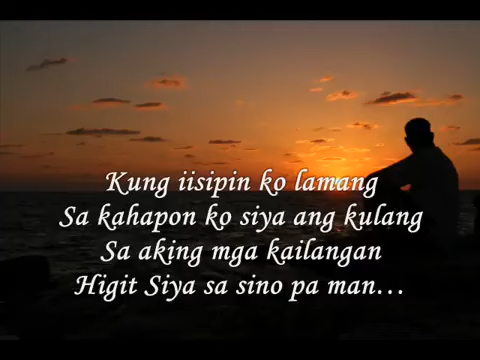 Kung iisipin ko lamang
Sa kahapon ko siya ang kulang
Sa aking mga kailangan
Higit Siya sa sino pa man...